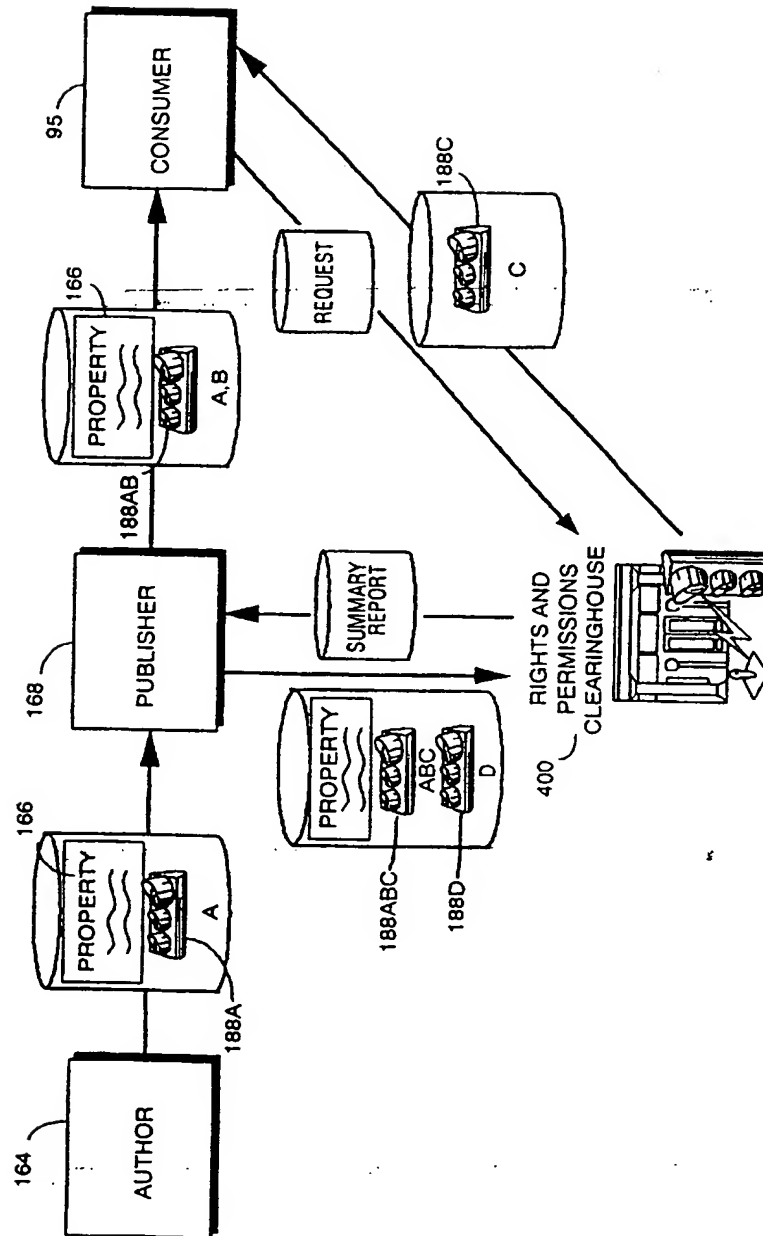 164
AUTHOR
166
PROPERTY
A
188A
168
PUBLISHER
166
PROPERTY
A,B
188AB
95
CONSUMER
REQUEST
188C
C
SUMMARY
REPORT
PROPERTY
188ABC
ABC
188D
D
400
RIGHTS AND
PERMISSIONS
CLEARINGHOUSE